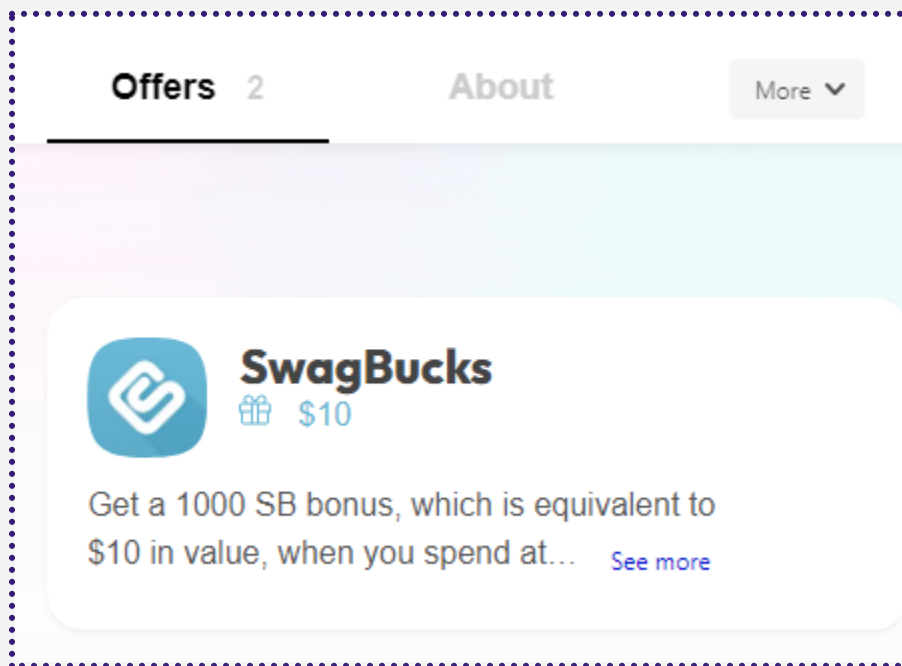 Offers 2 About More
SwagBucks
$10
Get a 1000 SB bonus, which is equivalent to
$10 in value, when you spend at... See more